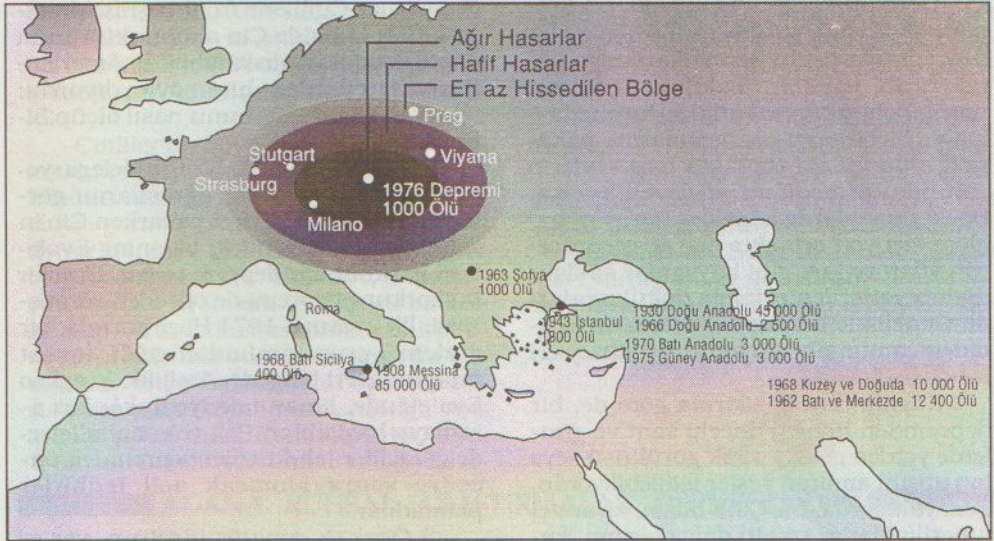 Ağır Hasarlar
Hafif Hasarlar
En az Hissedilen Bölge
Prag
Stutgart
Viyana
Strasburg
1976 Depremi
1000 Ölü
Milano
1963 Sofya
1000 Ölü
Roma
1943 İstanbul
1800 Ölü
1930 Doğu Anadolu 45 000 Ölü
1966 Doğu Anadolu 2 500 Ölü
1970 Batı Anadolu 3 000 Ölü
1975 Güney Anadolu 3 000 Ölü
1968 Batı Sicilya
400 Ölü
1908 Messina
85 000 Ölü
1968 Kuzey ve Doğuda 10 000 Ölü
1962 Batı ve Merkezde 12 400 Ölü